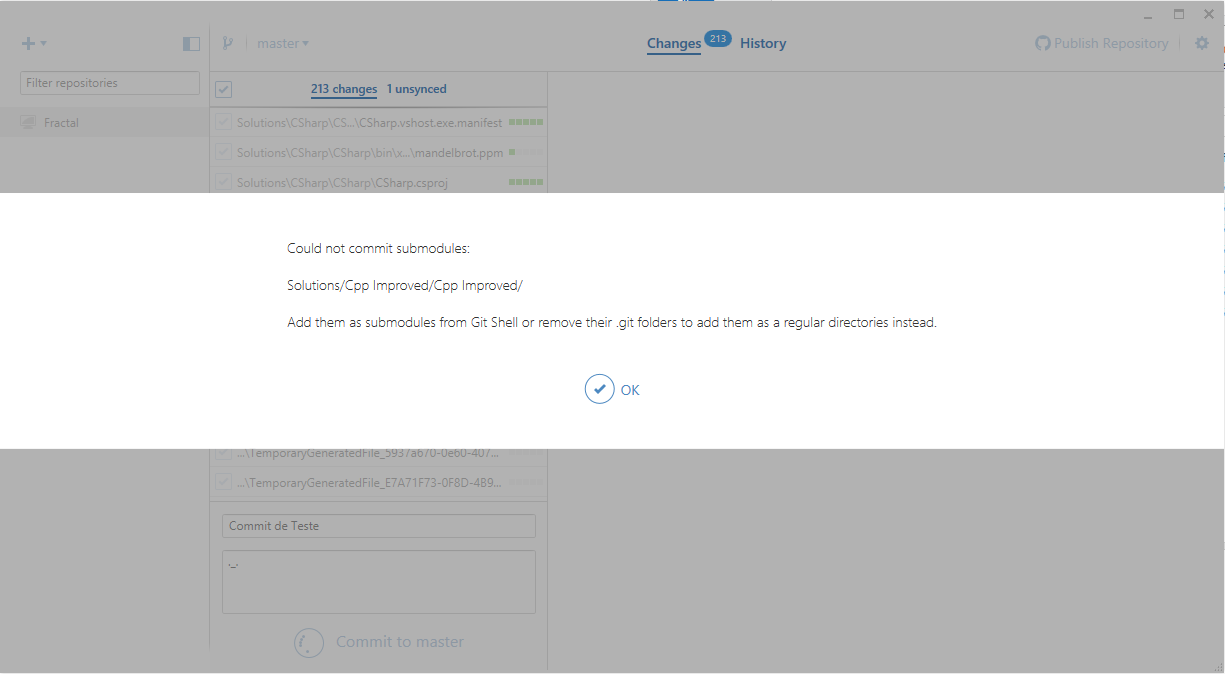 master
Changes 213 History
Publish Repository
Filter repositories
213 changes 1 unsynced
Fractal
Solutions\CSharp\CS...\CSharp.vshost.exe.manifest
Solutions\CSharp\CSharp\bin\x...\mandelbrot.ppm
Solutions\CSharp\CSharp\CSharp.csproj
Could not commit submodules:
Solutions/Cpp Improved/Cpp Improved/
Add them as submodules from Git Shell or remove their .git folders to add them as a regular directories instead.
OK
...\TemporaryGeneratedFile_5937a670-0e60-407...
...\TemporaryGeneratedFile_E7A71F73-0F8D-4B9...
Commit de Teste
._.
Commit to master